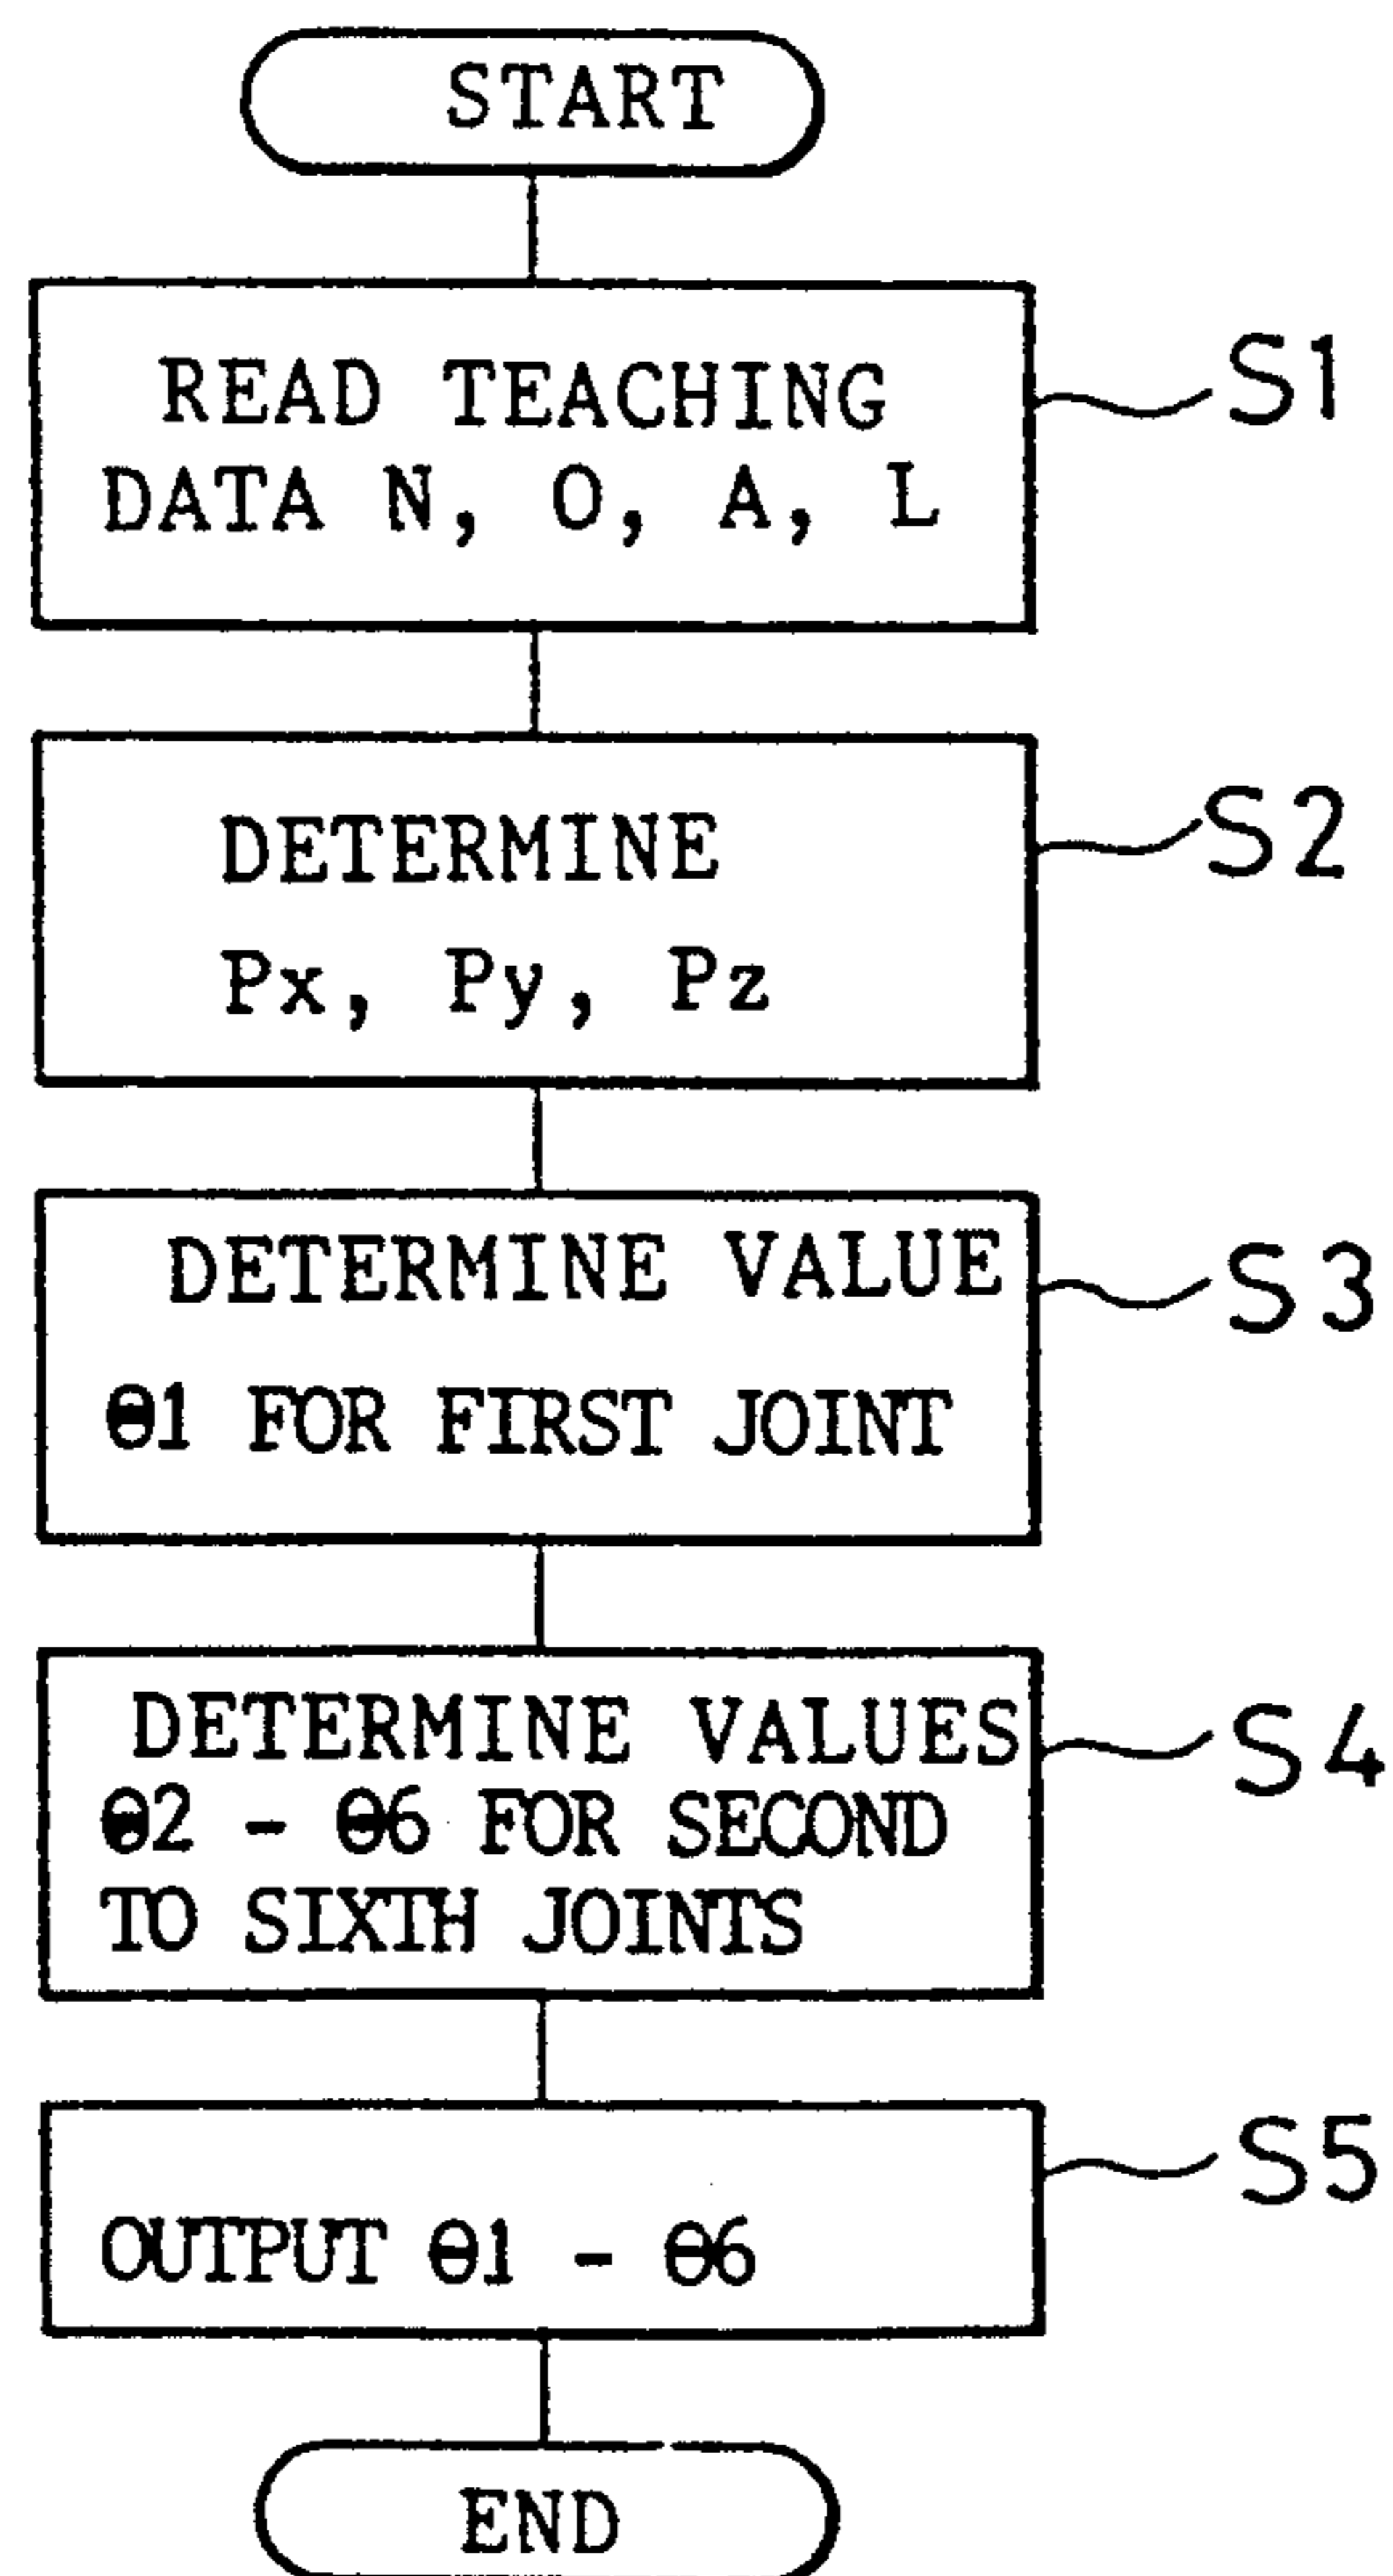 START
READ TEACHING
DATA N, O, A, L
S1
DETERMINE
Px, Py, Pz
S2
DETERMINE VALUE
θ1 FOR FIRST JOINT
S3
DETERMINE VALUES
θ2 - θ6 FOR SECOND
TO SIXTH JOINTS
S4
OUTPUT θ1 - θ6
S5
END